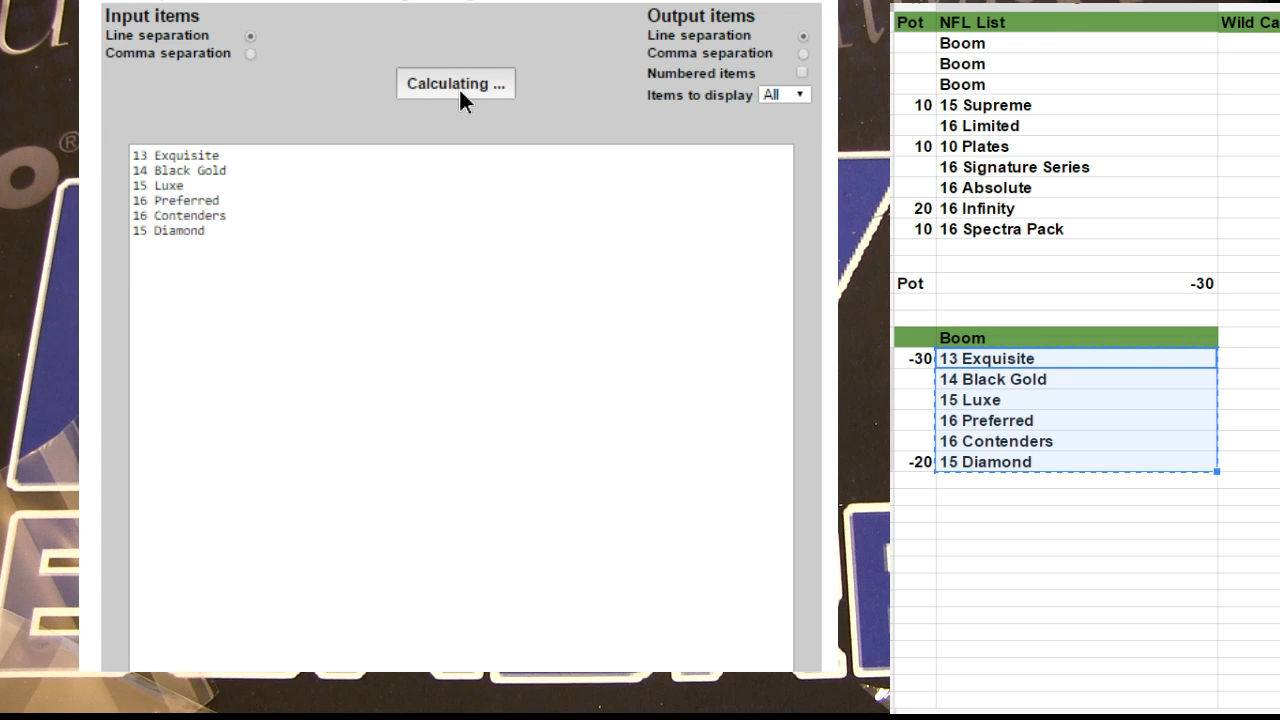 Input items
Line separation
Comma separation
Calculating ...
Output items
Line separation
Comma separation
Numbered items
Items to display All
13 Exquisite
14 Black Gold
15 Luxe
16 Preferred
16 Contenders
15 Diamond
Pot NFL List Wild Ca
Boom
Boom
Boom
10 15 Supreme
16 Limited
10 10 Plates
16 Signature Series
16 Absolute
20 16 Infinity
10 16 Spectra Pack
Pot -30
Boom
-30 13 Exquisite
14 Black Gold
15 Luxe
16 Preferred
16 Contenders
-20 15 Diamond
®